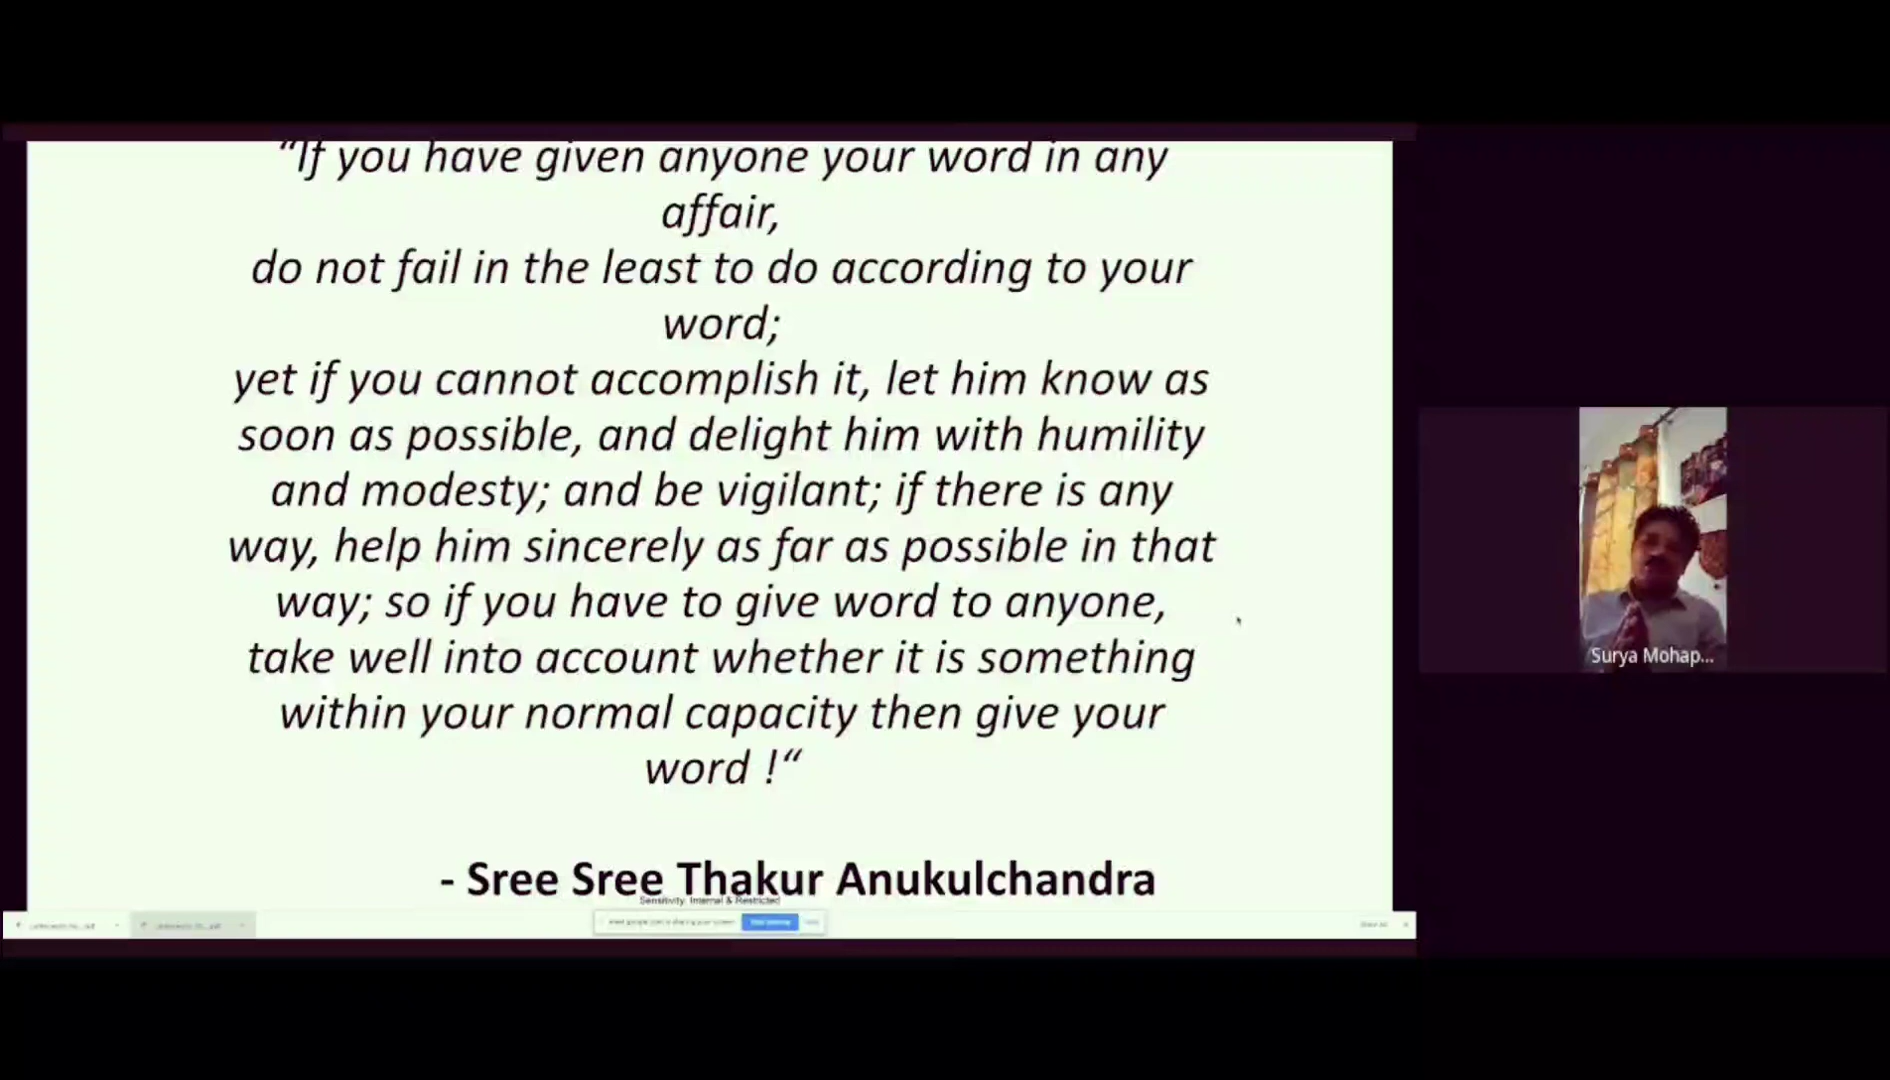 “If you have given anyone your word in any
affair,
do not fail in the least to do according to your
word;
yet if you cannot accomplish it, let him know as
soon as possible, and delight him with humility
and modesty; and be vigilant; if there is any
way, help him sincerely as far as possible in that
way; so if you have to give word to anyone,
take well into account whether it is something
within your normal capacity then give your
word !“
- Sree Sree Thakur Anukulchandra
Sensitivity: Internal & Restricted
Surya Mohap...